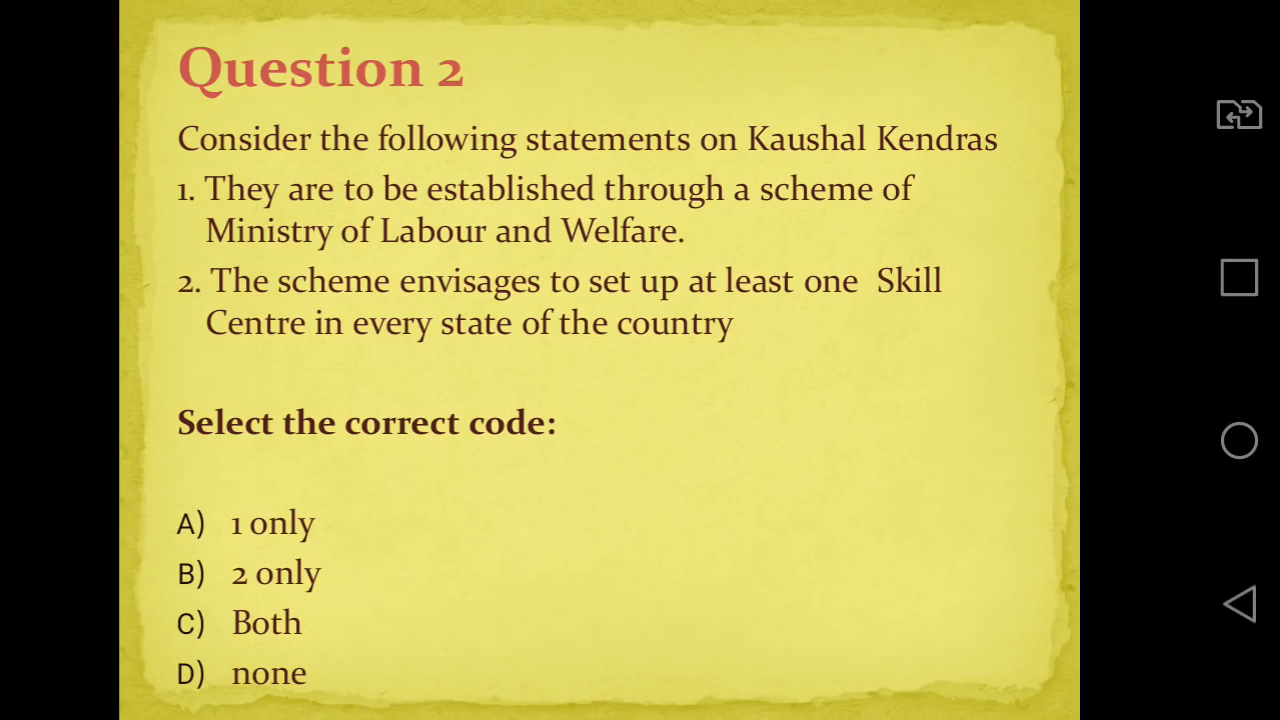 Question 2
Consider the following statements on Kaushal Kendras
1. They are to be established through a scheme of
Ministry of Labour and Welfare.
2. The scheme envisages to set up at least one Skill
Centre in every state of the country
Select the correct code:
A) 1 only
B) 2 only
C) Both
D) none